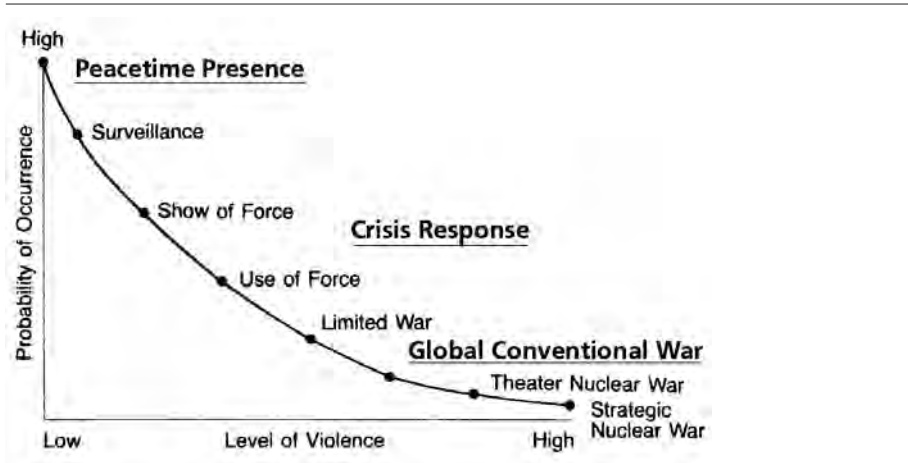 High
Peacetime Presence
Surveillance
Probability of Occurrence
Show of Force
Crisis Response
Use of Force
Limited War
Global Conventional War
Theater Nuclear War
Strategic
Nuclear War
Low
Level of Violence
High